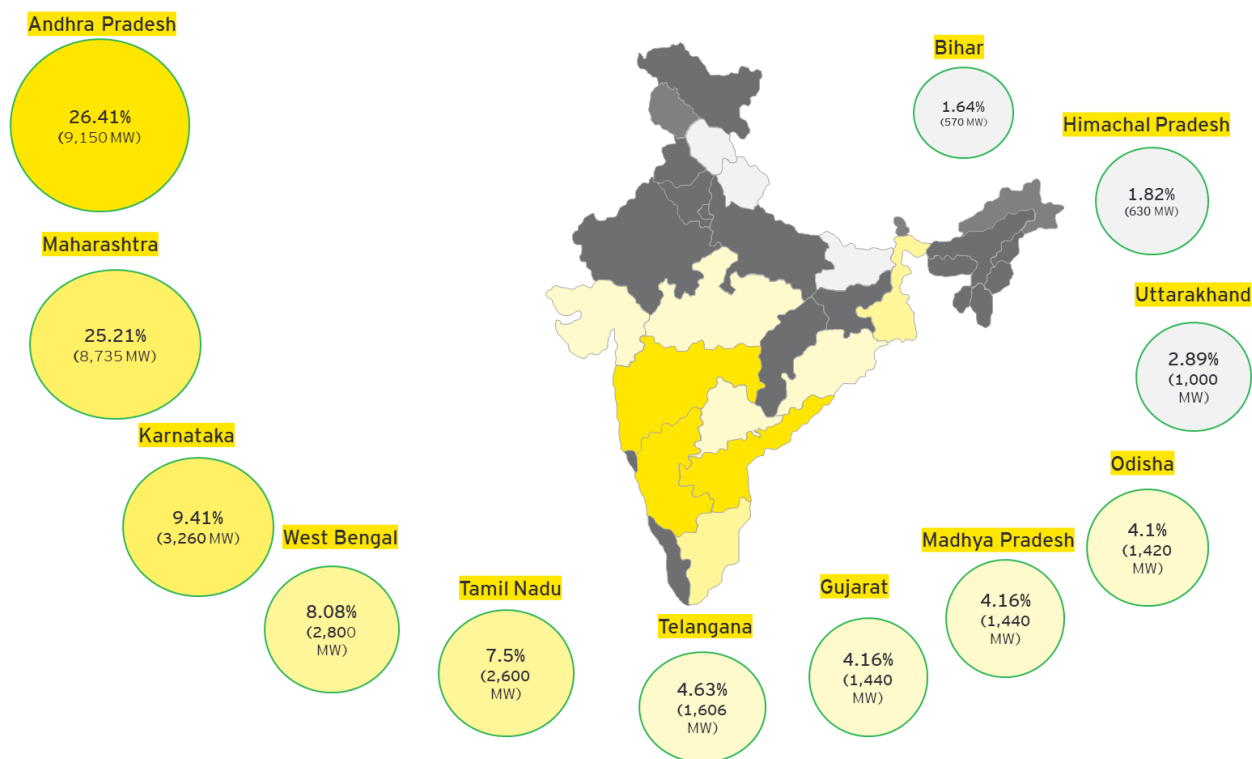 Andhra Pradesh
26.41%
(9,150 MW)
Maharashtra
25.21%
(8,735 MW)
Karnataka
9.41%
(3,260 MW)
West Bengal
8.08%
(2,800
MW)
Tamil Nadu
7.5%
(2,600
MW)
Telangana
4.63%
(1,606
MW)
Gujarat
4.16%
(1,440
MW)
Madhya Pradesh
4.16%
(1,440
MW)
Odisha
4.1%
(1,420
MW)
Uttarakhand
2.89%
(1,000
MW)
Himachal Pradesh
1.82%
(630 MW)
Bihar
1.64%
(570 MW)